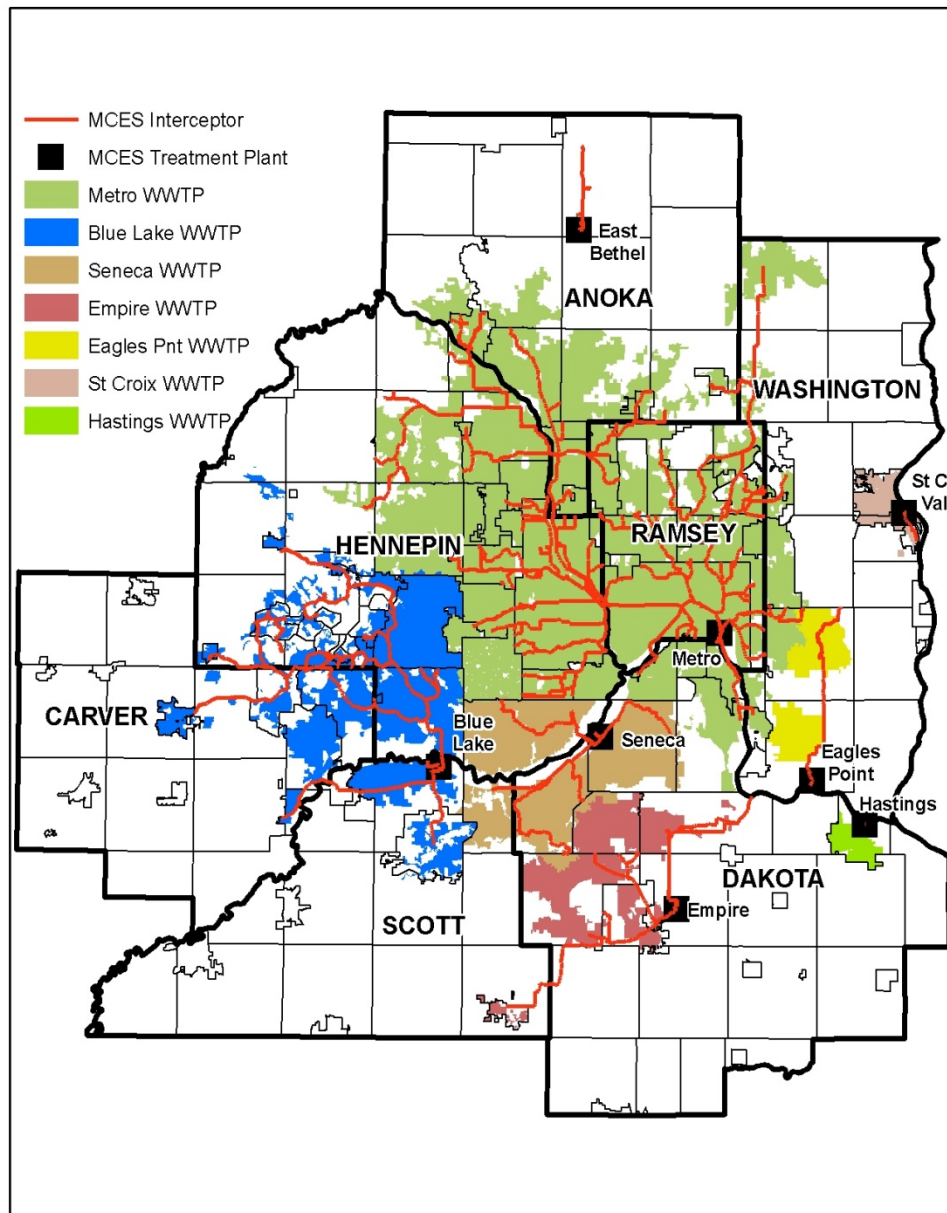 MCES Interceptor
MCES Treatment Plant
Metro WWTP
Blue Lake WWTP
Seneca WWTP
Empire WWTP
Eagles Pnt WWTP
St Croix WWTP
Hastings WWTP
East
Bethel
ANOKA
WASHINGTON
St C
Val
HENNEPIN
RAMSEY
Metro
CARVER
Blue
Lake
Seneca
Eagles
Point
Hastings
DAKOTA
Empire
SCOTT